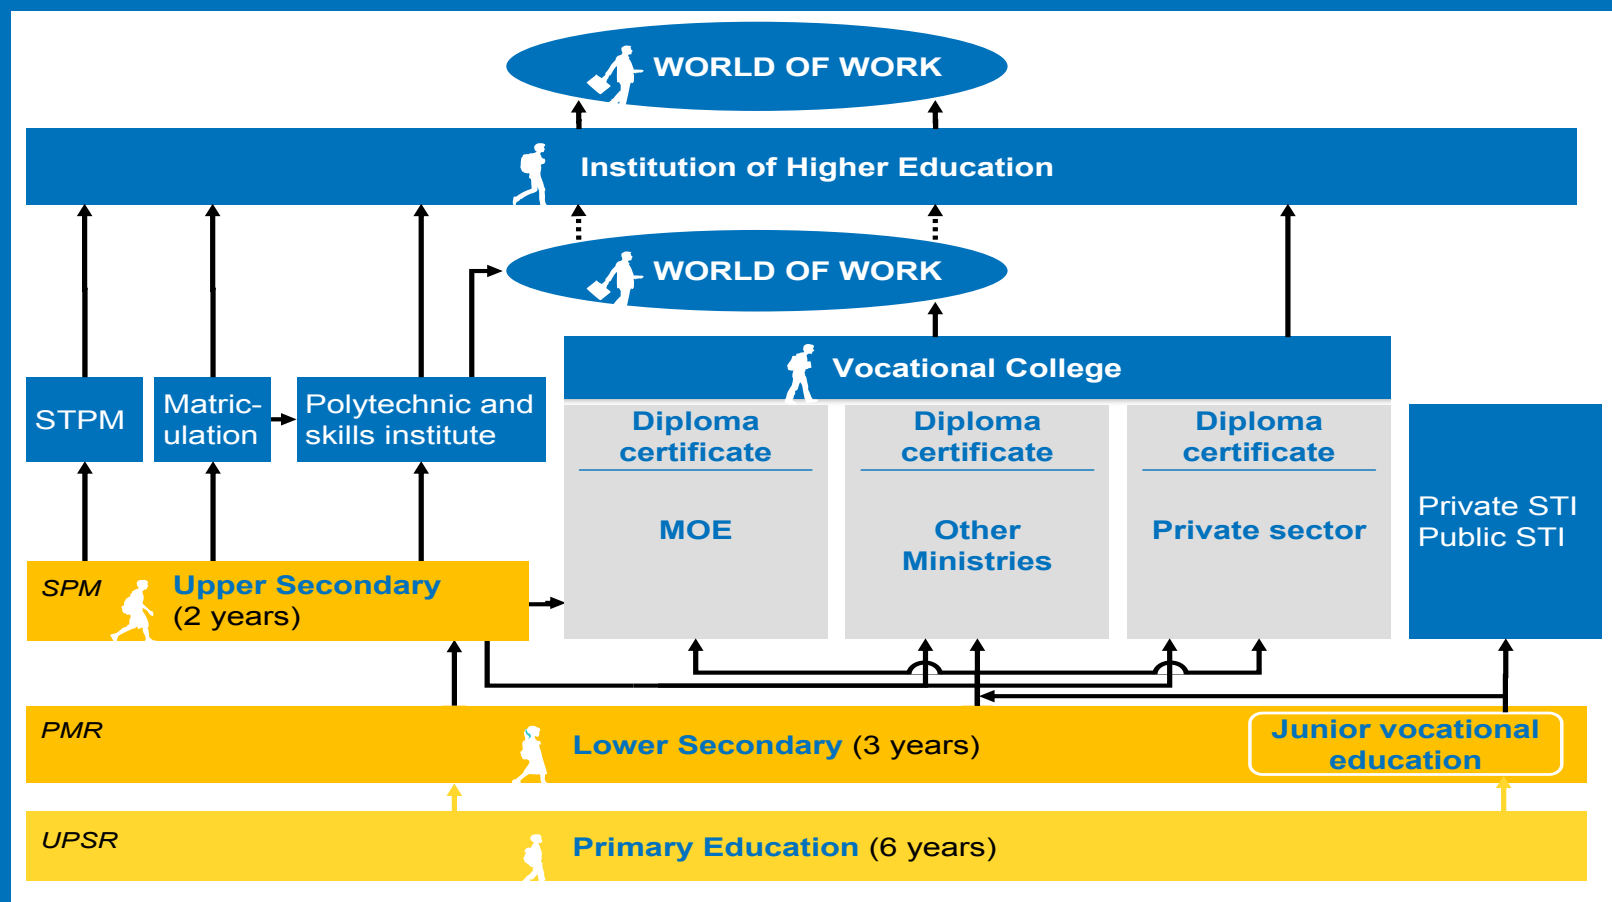 WORLD OF WORK
Institution of Higher Education
WORLD OF WORK
Vocational College
STPM
Matric-
ulation
Polytechnic and
skills institute
Diploma
certificate
MOE
Diploma
certificate
Other
Ministries
Diploma
certificate
Private sector
Private STI
Public STI
SPM
Upper Secondary
(2 years)
PMR
Lower Secondary (3 years)
Junior vocational
education
UPSR
Primary Education (6 years)